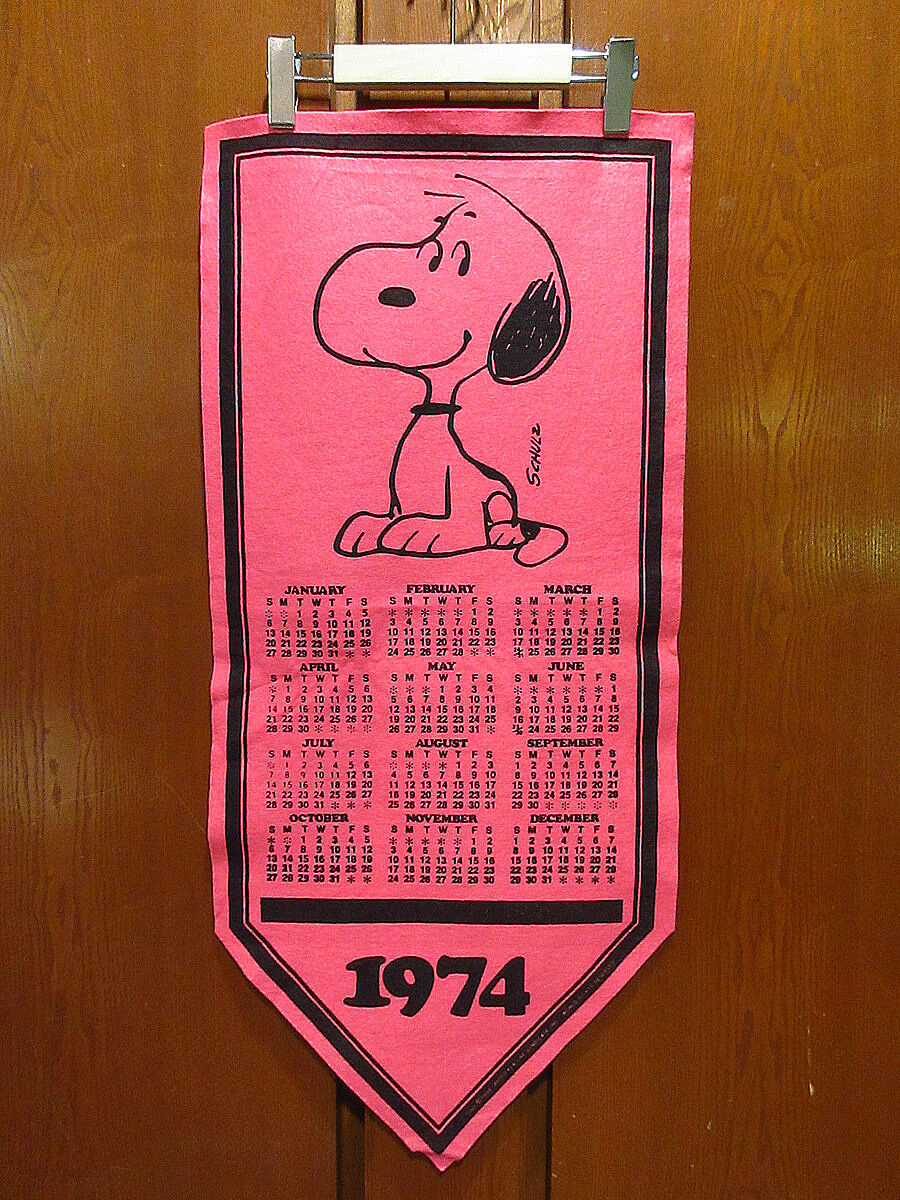 SCHULZ
JANUARY
S M T W T F S
* * 1 2 3 4 5
6 7 8 9 10 11 12
13 14 15 16 17 18 19
20 21 22 23 24 25 26
27 28 29 30 31 * *
FEBRUARY
S M T W T F S
* * * * * 1 2
3 4 5 6 7 8 9
10 11 12 13 14 15 16
17 18 19 20 21 22 23
24 25 26 27 28 * *
MARCH
S M T W T F S
* * * * * 1 2
3 4 5 6 7 8 9
10 11 12 13 14 15 16
17 18 19 20 21 22 23
24/31 25 26 27 28 29 30
APRIL
S M T W T F S
* 1 2 3 4 5 6
7 8 9 10 11 12 13
14 15 16 17 18 19 20
21 22 23 24 25 26 27
28 29 30 * * * *
MAY
S M T W T F S
* * * 1 2 3 4
5 6 7 8 9 10 11
12 13 14 15 16 17 18
19 20 21 22 23 24 25
26 27 28 29 30 31 *
JUNE
S M T W T F S
* * * * * * 1
2 3 4 5 6 7 8
9 10 11 12 13 14 15
16 17 18 19 20 21 22
23/30 24 25 26 27 28 29
JULY
S M T W T F S
* 1 2 3 4 5 6
7 8 9 10 11 12 13
14 15 16 17 18 19 20
21 22 23 24 25 26 27
28 29 30 31 * * *
AUGUST
S M T W T F S
* * * * 1 2 3
4 5 6 7 8 9 10
11 12 13 14 15 16 17
18 19 20 21 22 23 24
25 26 27 28 29 30 31
SEPTEMBER
S M T W T F S
1 2 3 4 5 6 7
8 9 10 11 12 13 14
15 16 17 18 19 20 21
22 23 24 25 26 27 28
29 30 * * * * *
OCTOBER
S M T W T F S
* * 1 2 3 4 5
6 7 8 9 10 11 12
13 14 15 16 17 18 19
20 21 22 23 24 25 26
27 28 29 30 31 * *
NOVEMBER
S M T W T F S
* * * * * 1 2
3 4 5 6 7 8 9
10 11 12 13 14 15 16
17 18 19 20 21 22 23
24 25 26 27 28 29 30
DECEMBER
S M T W T F S
1 2 3 4 5 6 7
8 9 10 11 12 13 14
15 16 17 18 19 20 21
22 23 24 25 26 27 28
29 30 31 * * * *
1974